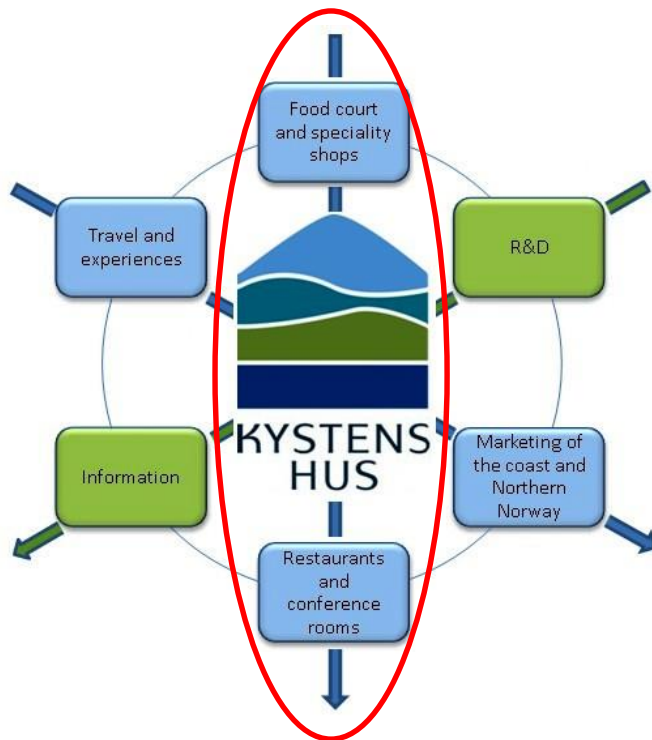 Food court
and speciality
shops
Travel and
experiences
R&D
KYSTENS
HUS
Information
Marketing of
the coast and
Northern
Norway
Restaurants
and
conference
rooms